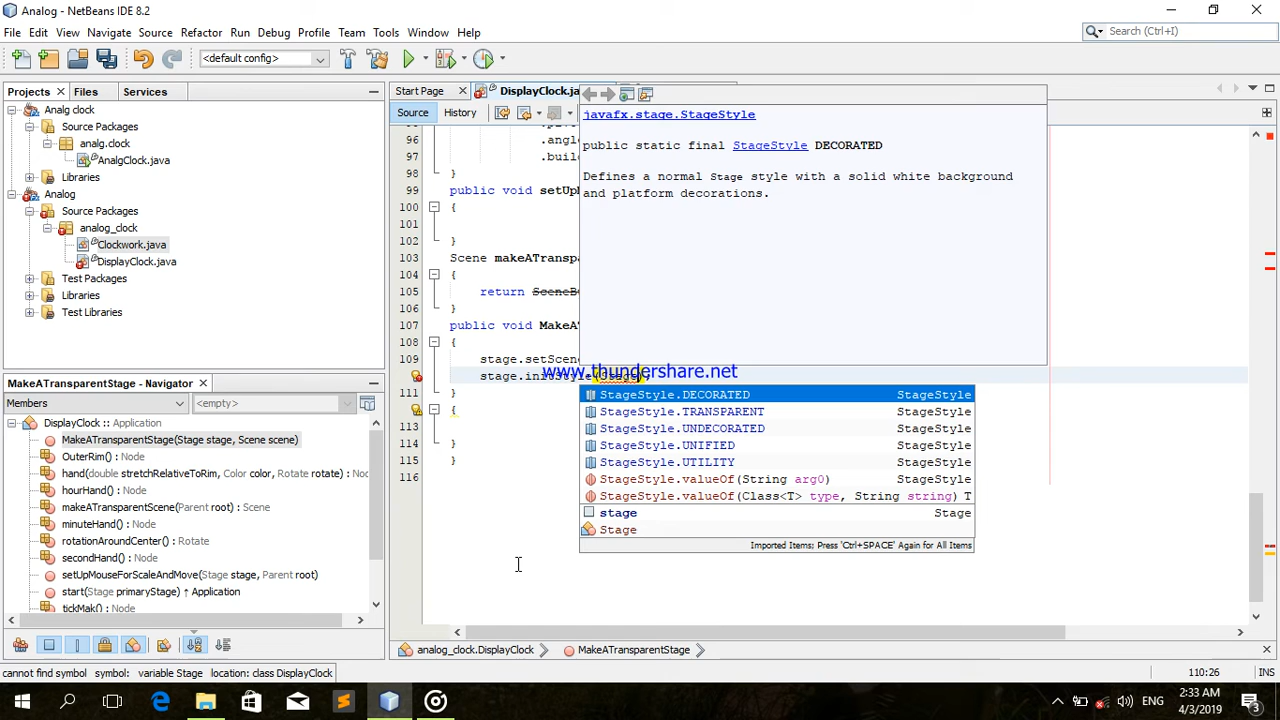 Analog - NetBeans IDE 8.2
File Edit View Navigate Source Refactor Run Debug Profile Team Tools Window Help
Search (Ctrl+I)
<default config>
Projects Files Services
Start Page DisplayClock.ja
Source History
Analg clock
Source Packages
analg.clock
AnalgClock.java
Libraries
Analog
Source Packages
analog_clock
Clockwork.java
DisplayClock.java
Test Packages
Libraries
Test Libraries
96 .angl
97 .buil
98 }
99 public void setUpM
100 {
101
102 }
103 Scene makeATransp
104 {
105 return SceneB
106 }
107 public void MakeAT
108 {
109 stage.setScen
stage.initStyle(Stage);
111 }
{
113
114 }
115 }
116
javafx.stage.StageStyle
public static final StageStyle DECORATED
Defines a normal Stage style with a solid white background
and platform decorations.
www.thundershare.net
StageStyle.DECORATED StageStyle
StageStyle.TRANSPARENT StageStyle
StageStyle.UNDECORATED StageStyle
StageStyle.UNIFIED StageStyle
StageStyle.UTILITY StageStyle
StageStyle.valueOf(String arg0) StageStyle
StageStyle.valueOf(Class<T> type, String string) T
stage Stage
Stage
Imported Items; Press 'Ctrl+SPACE' Again for All Items
MakeATransparentStage - Navigator
Members <empty>
DisplayClock :: Application
MakeATransparentStage(Stage stage, Scene scene)
OuterRim() : Node
hand(double stretchRelativeToRim, Color color, Rotate rotate) : Noc
hourHand() : Node
makeATransparentScene(Parent root) : Scene
minuteHand() : Node
rotationAroundCenter() : Rotate
secondHand() : Node
setUpMouseForScaleAndMove(Stage stage, Parent root)
start(Stage primaryStage) ↑ Application
tickMak() : Node
analog_clock.DisplayClock MakeATransparentStage
cannot find symbol symbol: variable Stage location: class DisplayClock
110:26 INS
ENG
2:33 AM
4/3/2019
3